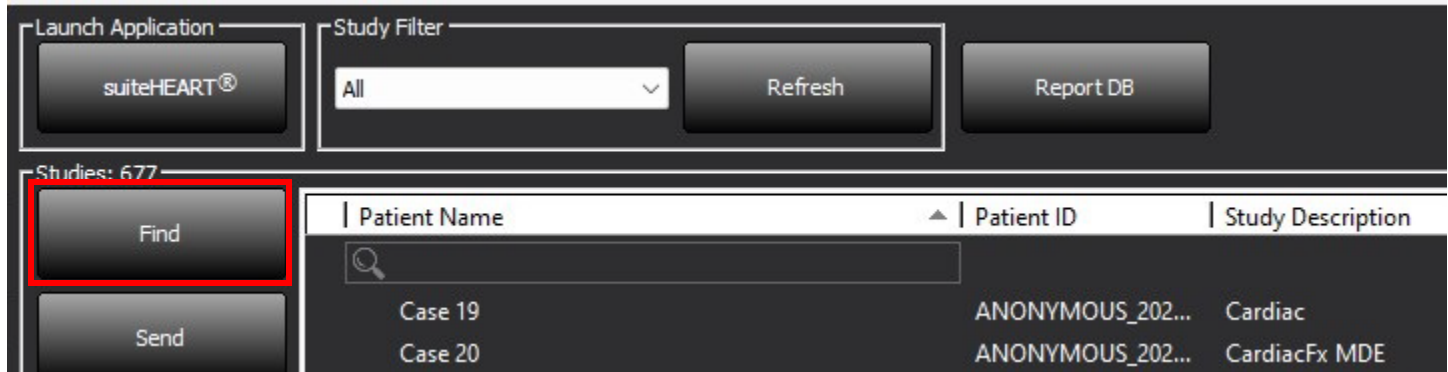 Launch Application
Study Filter
suiteHEART®
All
Refresh
Report DB
Studies: 677
Find
Patient Name
Patient ID
Study Description
Send
Case 19
ANONYMOUS_202...
Cardiac
Case 20
ANONYMOUS_202...
CardiacFx MDE